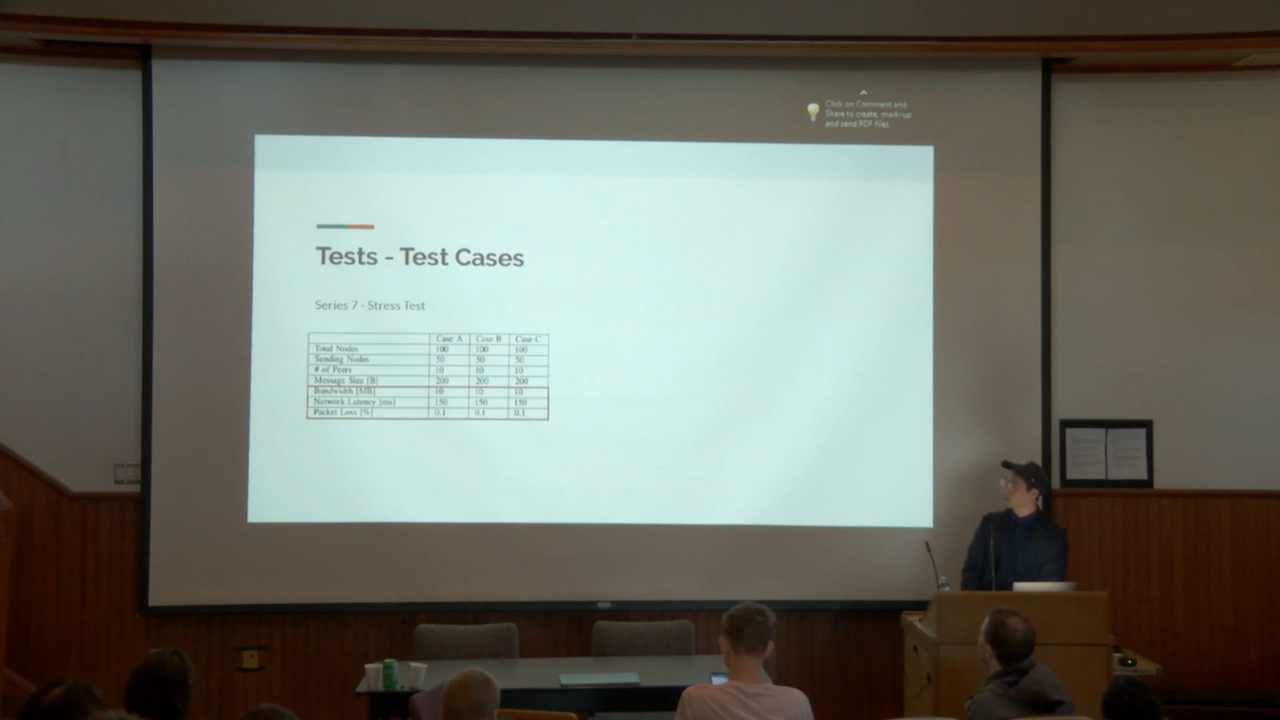 Click on Comment and
Share to create, mark-up
and send PDF files.
Tests - Test Cases
Series 7 - Stress Test
Case A Case B Case C
Total Nodes 100 100 100
Sending Nodes 50 50 50
# of Peers 10 10 10
Message Size [B] 200 200 200
Bandwidth [MB] 10 10 10
Network Latency [ms] 150 150 150
Packet Loss [%] 0.1 0.1 0.1